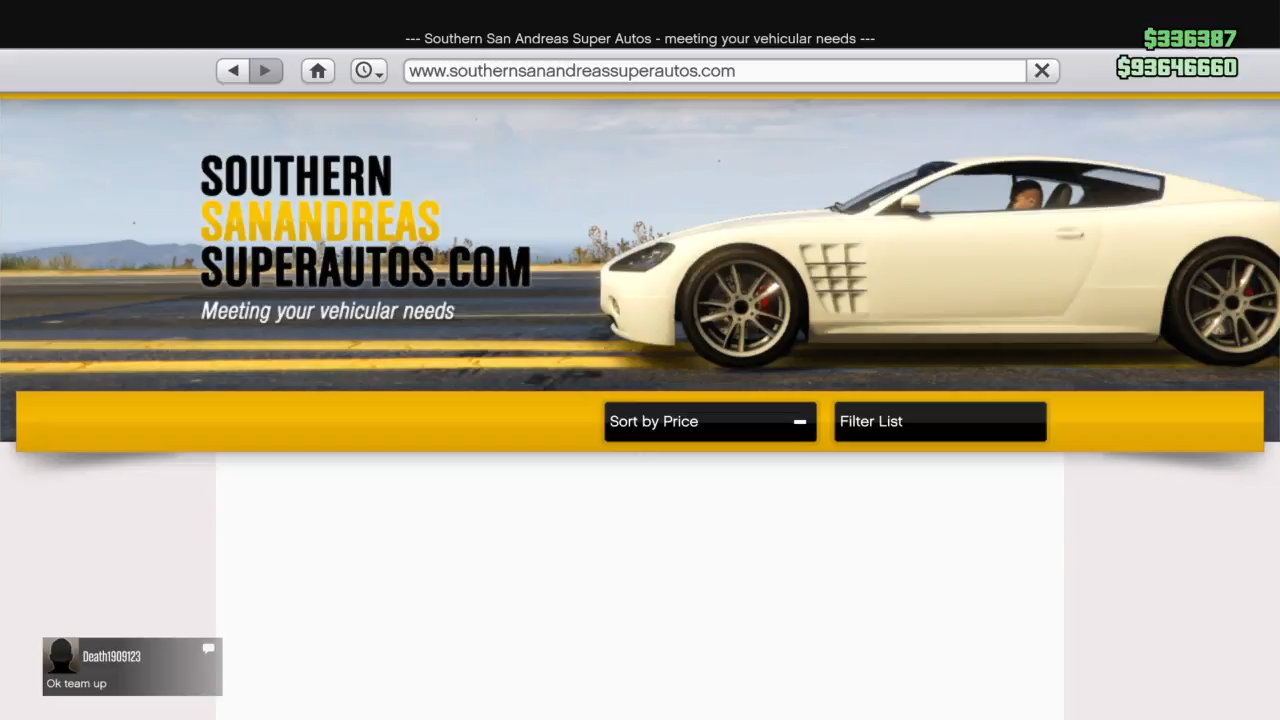 --- Southern San Andreas Super Autos - meeting your vehicular needs ---
$336387
$93646660
www.southernsanandreassuperautos.com
SOUTHERN
SANANDREAS
SUPERAUTOS.COM
Meeting your vehicular needs
Sort by Price
Filter List
Death1909123
Ok team up